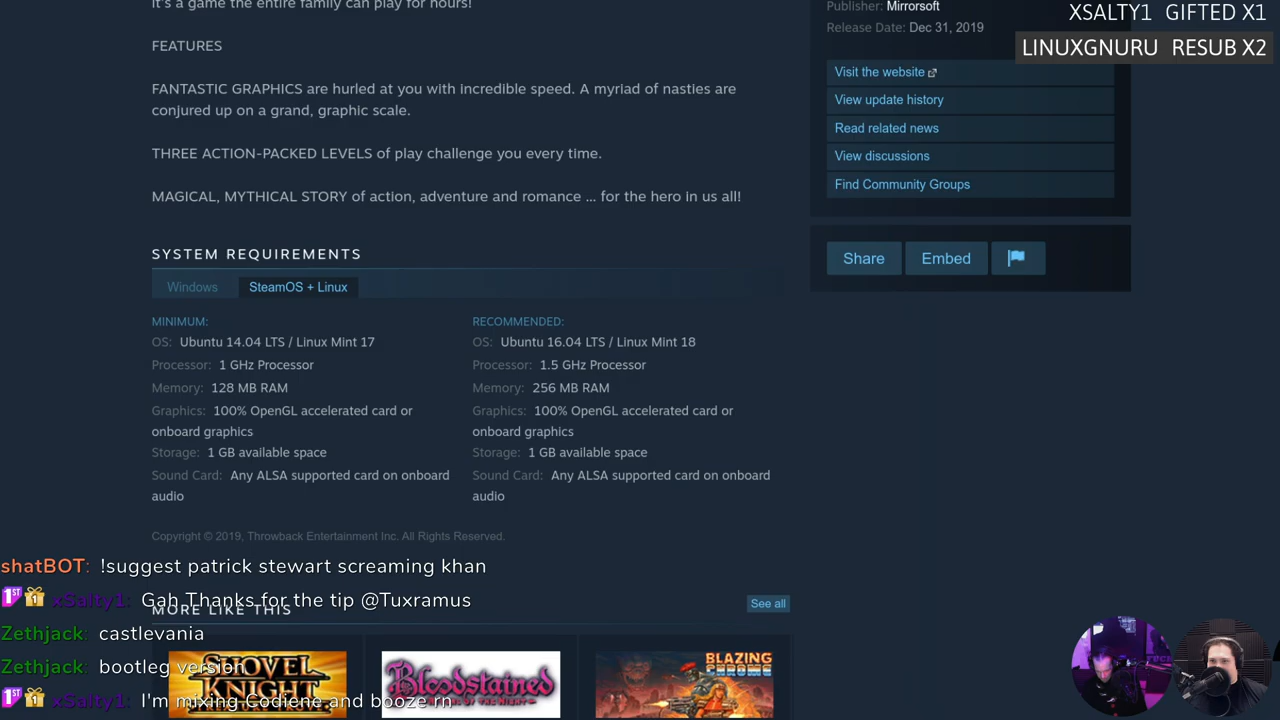 it's a game the entire family can play for hours!
FEATURES
FANTASTIC GRAPHICS are hurled at you with incredible speed. A myriad of nasties are
conjured up on a grand, graphic scale.
THREE ACTION-PACKED LEVELS of play challenge you every time.
MAGICAL, MYTHICAL STORY of action, adventure and romance ... for the hero in us all!
SYSTEM REQUIREMENTS
Windows
SteamOS + Linux
MINIMUM:
OS: Ubuntu 14.04 LTS / Linux Mint 17
Processor: 1 GHz Processor
Memory: 128 MB RAM
Graphics: 100% OpenGL accelerated card or
onboard graphics
Storage: 1 GB available space
Sound Card: Any ALSA supported card on onboard
audio
RECOMMENDED:
OS: Ubuntu 16.04 LTS / Linux Mint 18
Processor: 1.5 GHz Processor
Memory: 256 MB RAM
Graphics: 100% OpenGL accelerated card or
onboard graphics
Storage: 1 GB available space
Sound Card: Any ALSA supported card on onboard
audio
Copyright © 2019, Throwback Entertainment Inc. All Rights Reserved.
MORE LIKE THIS
See all
SHOVEL
KNIGHT
Bloodstained
BLAZING
CHROME
Publisher: Mirrorsoft
Release Date: Dec 31, 2019
Visit the website
View update history
Read related news
View discussions
Find Community Groups
Share
Embed
XSALTY1 GIFTED X1
LINUXGNURU RESUB X2
shatBOT: !suggest patrick stewart screaming khan
1ST xSalty1: Gah Thanks for the tip @Tuxramus
Zethjack: castlevania
Zethjack: bootleg version
1ST xSalty1: I'm mixing Codiene and booze rn